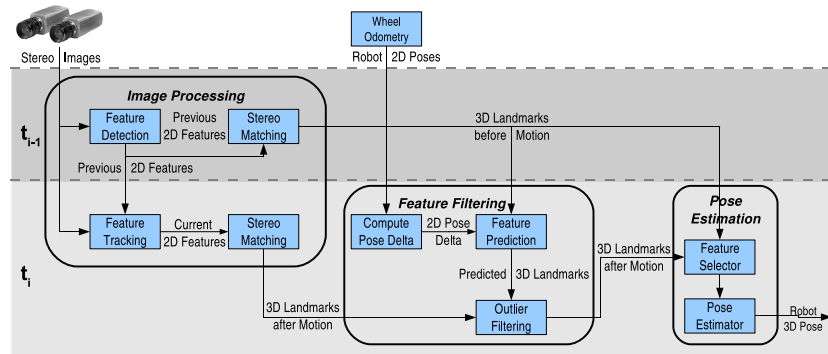 Wheel
Odometry
Stereo Images
Robot 2D Poses
Image Processing
t i-1
Feature
Detection
Previous
2D Features
Stereo
Matching
3D Landmarks
before Motion
Previous 2D Features
Feature Filtering
Pose
Estimation
Feature
Tracking
Current
2D Features
Stereo
Matching
Compute
Pose Delta
2D Pose
Delta
Feature
Prediction
3D Landmarks
after Motion
Feature
Selector
t i
Predicted 3D Landmarks
3D Landmarks
after Motion
Outlier
Filtering
Pose
Estimator
Robot
3D Pose